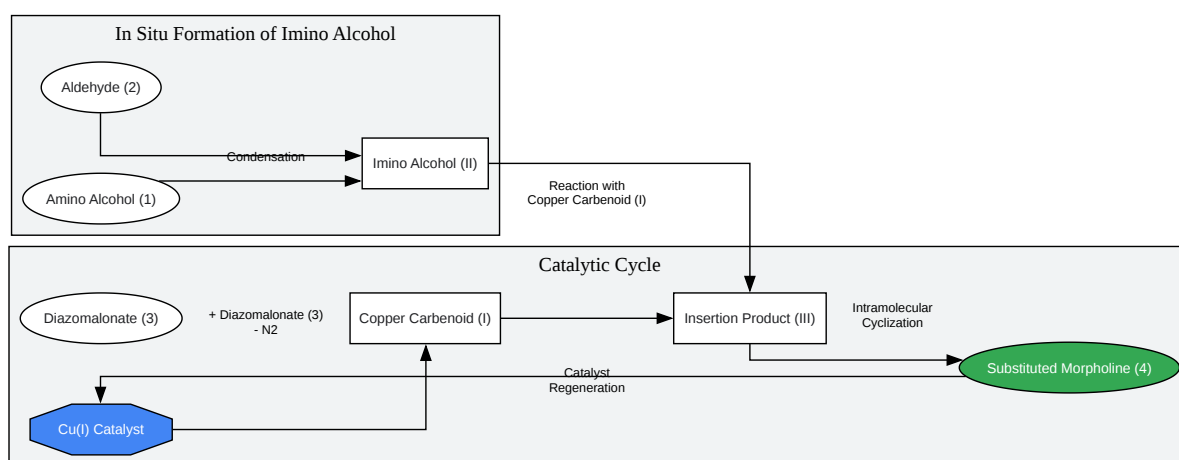 In Situ Formation of Imino Alcohol
Aldehyde (2)
Condensation
Imino Alcohol (II)
Amino Alcohol (1)
Reaction with
Copper Carbenoid (I)
Catalytic Cycle
Diazomalonate (3)
+ Diazomalonate (3)
- N2
Copper Carbenoid (I)
Insertion Product (III)
Intramolecular
Cyclization
Substituted Morpholine (4)
Catalyst
Regeneration
Cu(I) Catalyst